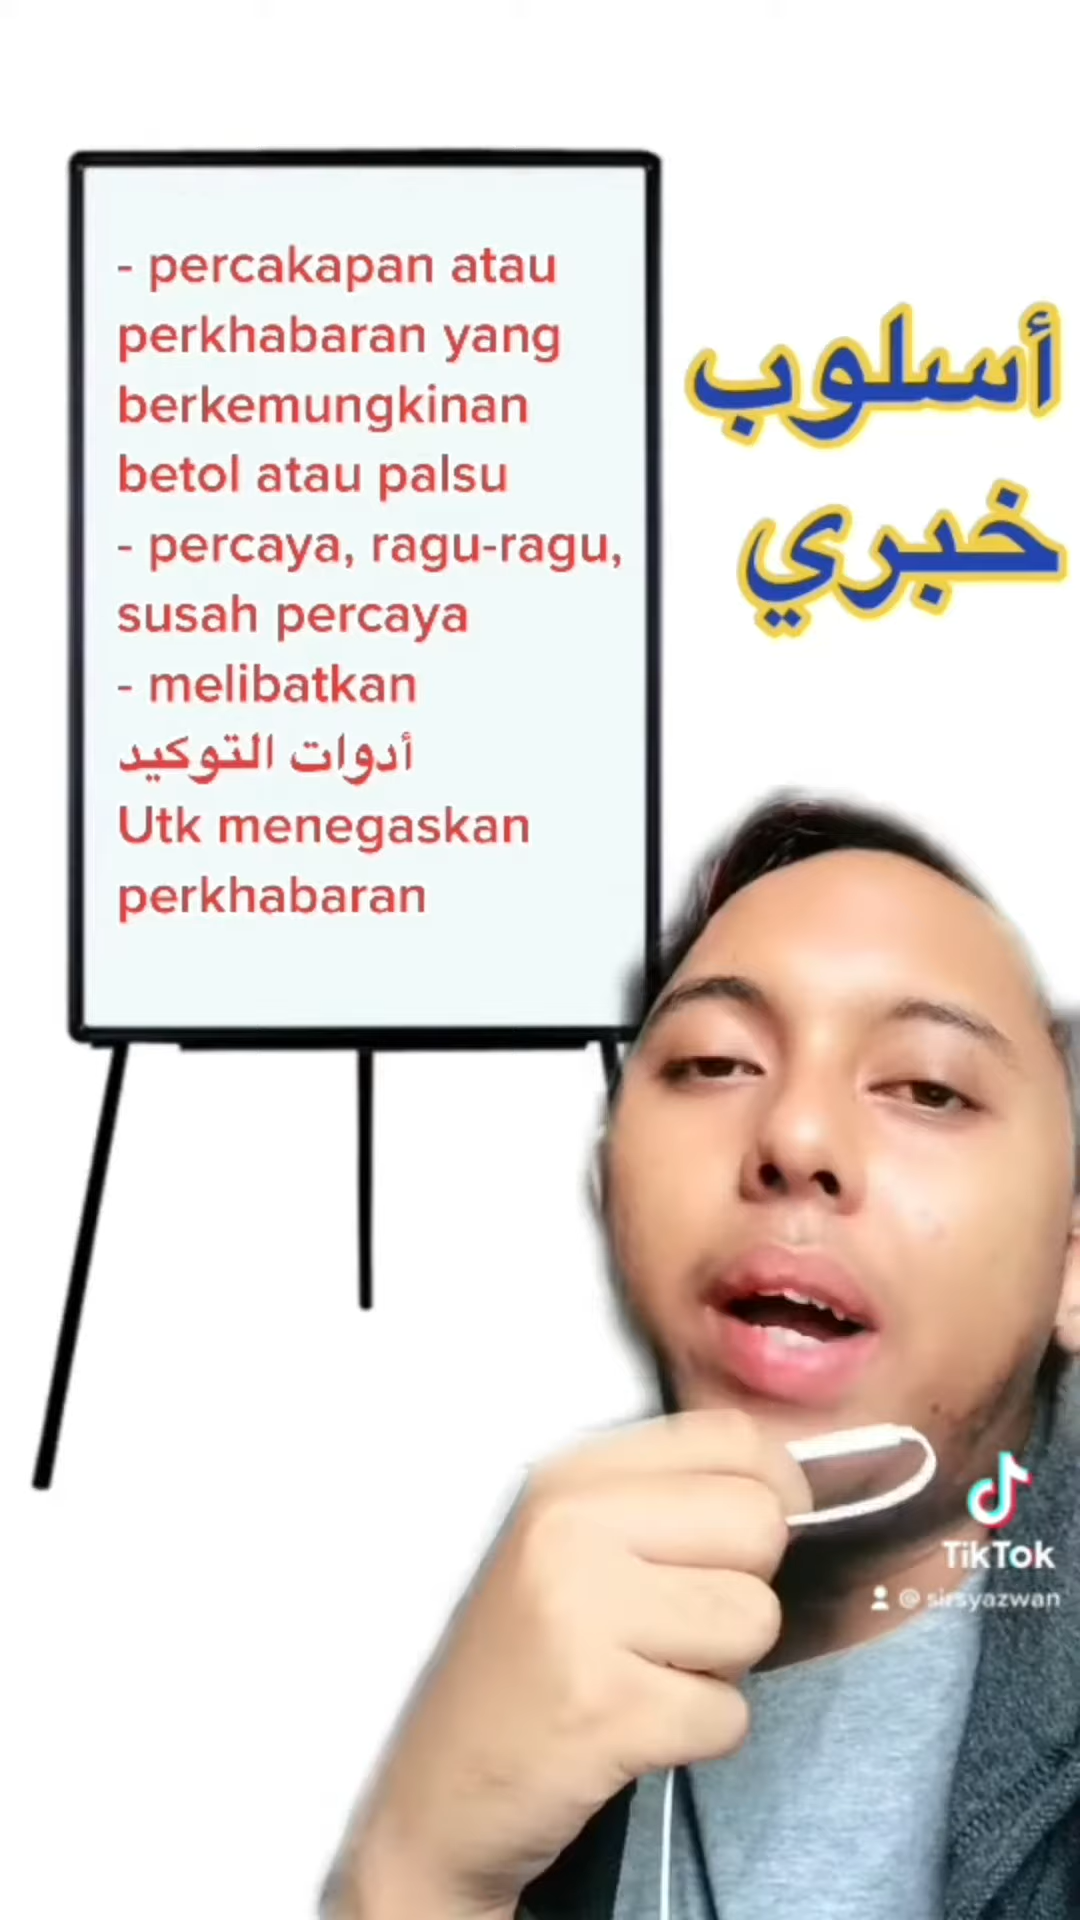 - percakapan atau
perkhabaran yang
berkemungkinan
betol atau palsu
- percaya, ragu-ragu,
susah percaya
- melibatkan
أدوات التوكيد
Utk menegaskan
perkhabaran
أسلوب
خبري
TikTok
@ sirsyazwan